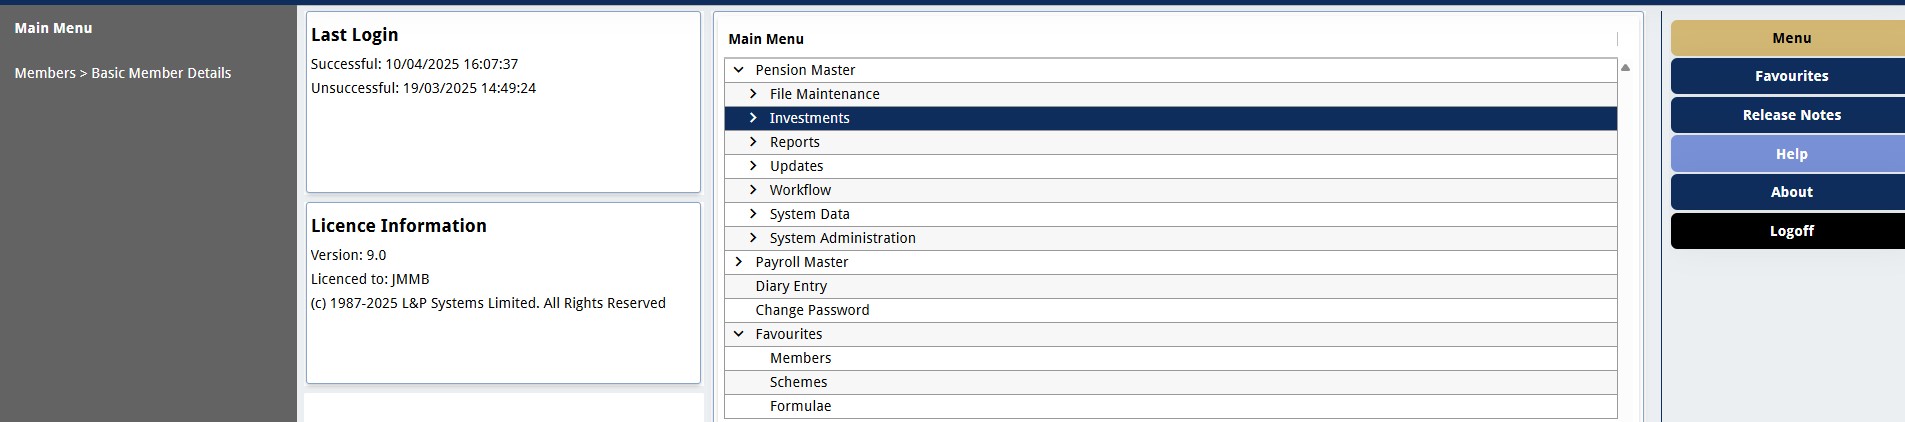 Main Menu
Members > Basic Member Details
Last Login
Successful: 10/04/2025 16:07:37
Unsuccessful: 19/03/2025 14:49:24
Licence Information
Version: 9.0
Licenced to: JMMB
(c) 1987-2025 L&P Systems Limited. All Rights Reserved
Main Menu
Pension Master
File Maintenance
Investments
Reports
Updates
Workflow
System Data
System Administration
Payroll Master
Diary Entry
Change Password
Favourites
Members
Schemes
Formulae
Menu
Favourites
Release Notes
Help
About
Logoff